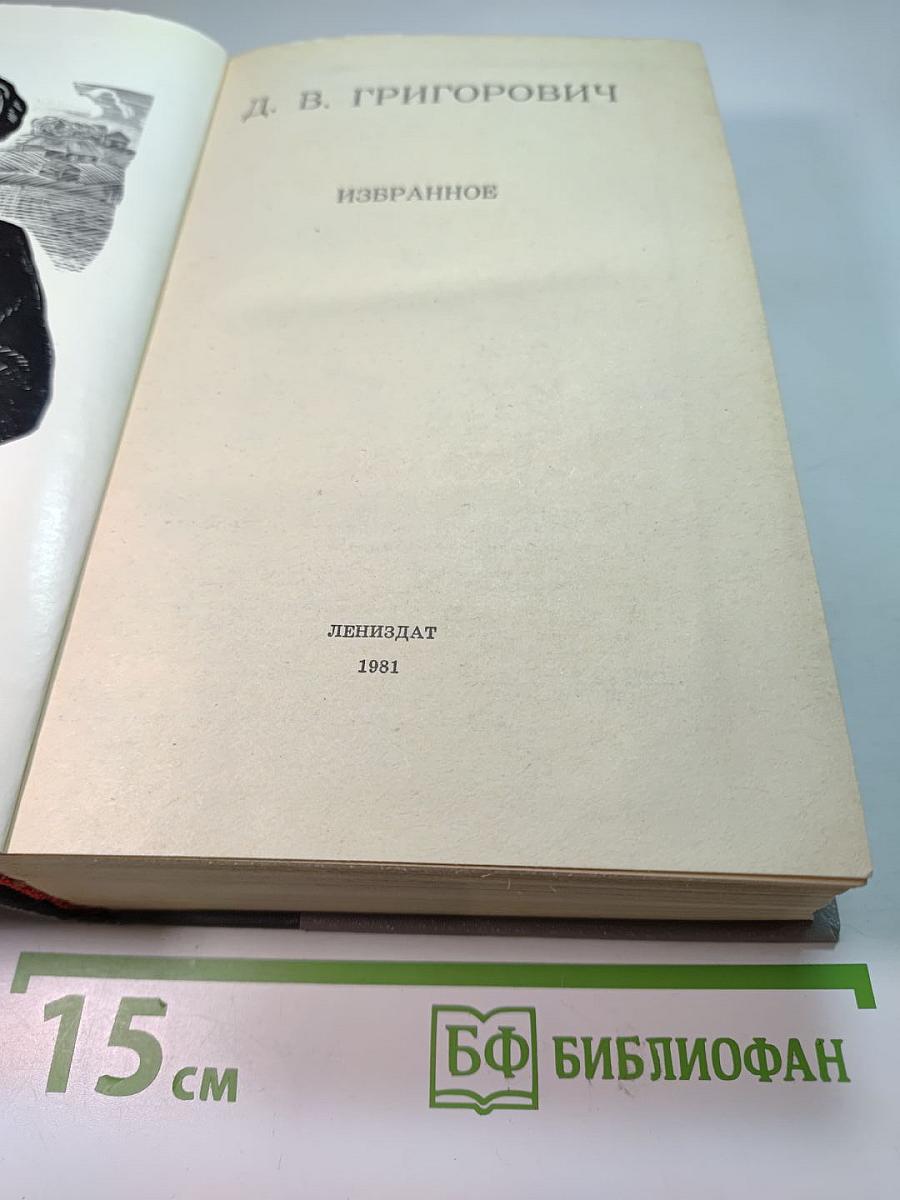 Д. В. ГРИГОРОВИЧ
ИЗБРАННОЕ
ЛЕНИЗДАТ
1981
15 см
БФ БИБЛИОФАН